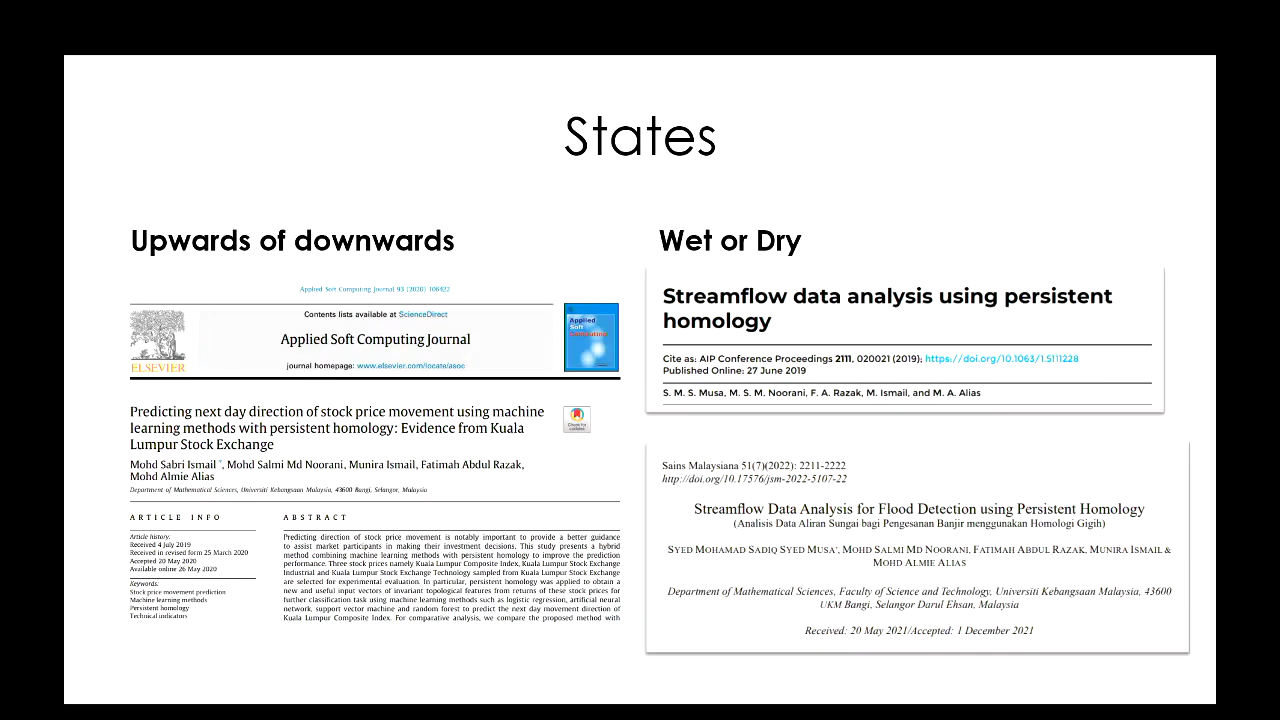 States
Upwards of downwards
Applied Soft Computing Journal 93 (2020) 106422
Contents lists available at ScienceDirect
Applied Soft Computing Journal
journal homepage: www.elsevier.com/locate/asoc
ELSEVIER
Applied
Soft
Computing
Predicting next day direction of stock price movement using machine
learning methods with persistent homology: Evidence from Kuala
Lumpur Stock Exchange
Check for
updates
Mohd Sabri Ismail *, Mohd Salmi Md Noorani, Munira Ismail, Fatimah Abdul Razak,
Mohd Almie Alias
Department of Mathematical Sciences, Universiti Kebangsaan Malaysia, 43600 Bangi, Selangor, Malaysia
ARTICLE INFO
Article history:
Received 4 July 2019
Received in revised form 25 March 2020
Accepted 20 May 2020
Available online 26 May 2020
Keywords:
Stock price movement prediction
Machine learning methods
Persistent homology
Technical indicators
ABSTRACT
Predicting direction of stock price movement is notably important to provide a better guidance
to assist market participants in making their investment decisions. This study presents a hybrid
method combining machine learning methods with persistent homology to improve the prediction
performance. Three stock prices namely Kuala Lumpur Composite Index, Kuala Lumpur Stock Exchange
Industrial and Kuala Lumpur Stock Exchange Technology sampled from Kuala Lumpur Stock Exchange
are selected for experimental evaluation. In particular, persistent homology was applied to obtain a
new and useful input vectors of invariant topological features from returns of these stock prices for
further classification task using machine learning methods such as logistic regression, artificial neural
network, support vector machine and random forest to predict the next day movement direction of
Kuala Lumpur Composite Index. For comparative analysis, we compare the proposed method with
Wet or Dry
Streamflow data analysis using persistent
homology
Cite as: AIP Conference Proceedings 2111, 020021 (2019); https://doi.org/10.1063/1.5111228
Published Online: 27 June 2019
S. M. S. Musa, M. S. M. Noorani, F. A. Razak, M. Ismail, and M. A. Alias
Sains Malaysiana 51(7)(2022): 2211-2222
http://doi.org/10.17576/jsm-2022-5107-22
Streamflow Data Analysis for Flood Detection using Persistent Homology
(Analisis Data Aliran Sungai bagi Pengesanan Banjir menggunakan Homologi Gigih)
SYED MOHAMAD SADIQ SYED MUSA*, MOHD SALMI MD NOORANI, FATIMAH ABDUL RAZAK, MUNIRA ISMAIL &
MOHD ALMIE ALIAS
Department of Mathematical Sciences, Faculty of Science and Technology, Universiti Kebangsaan Malaysia, 43600
UKM Bangi, Selangor Darul Ehsan, Malaysia
Received: 20 May 2021/Accepted: 1 December 2021